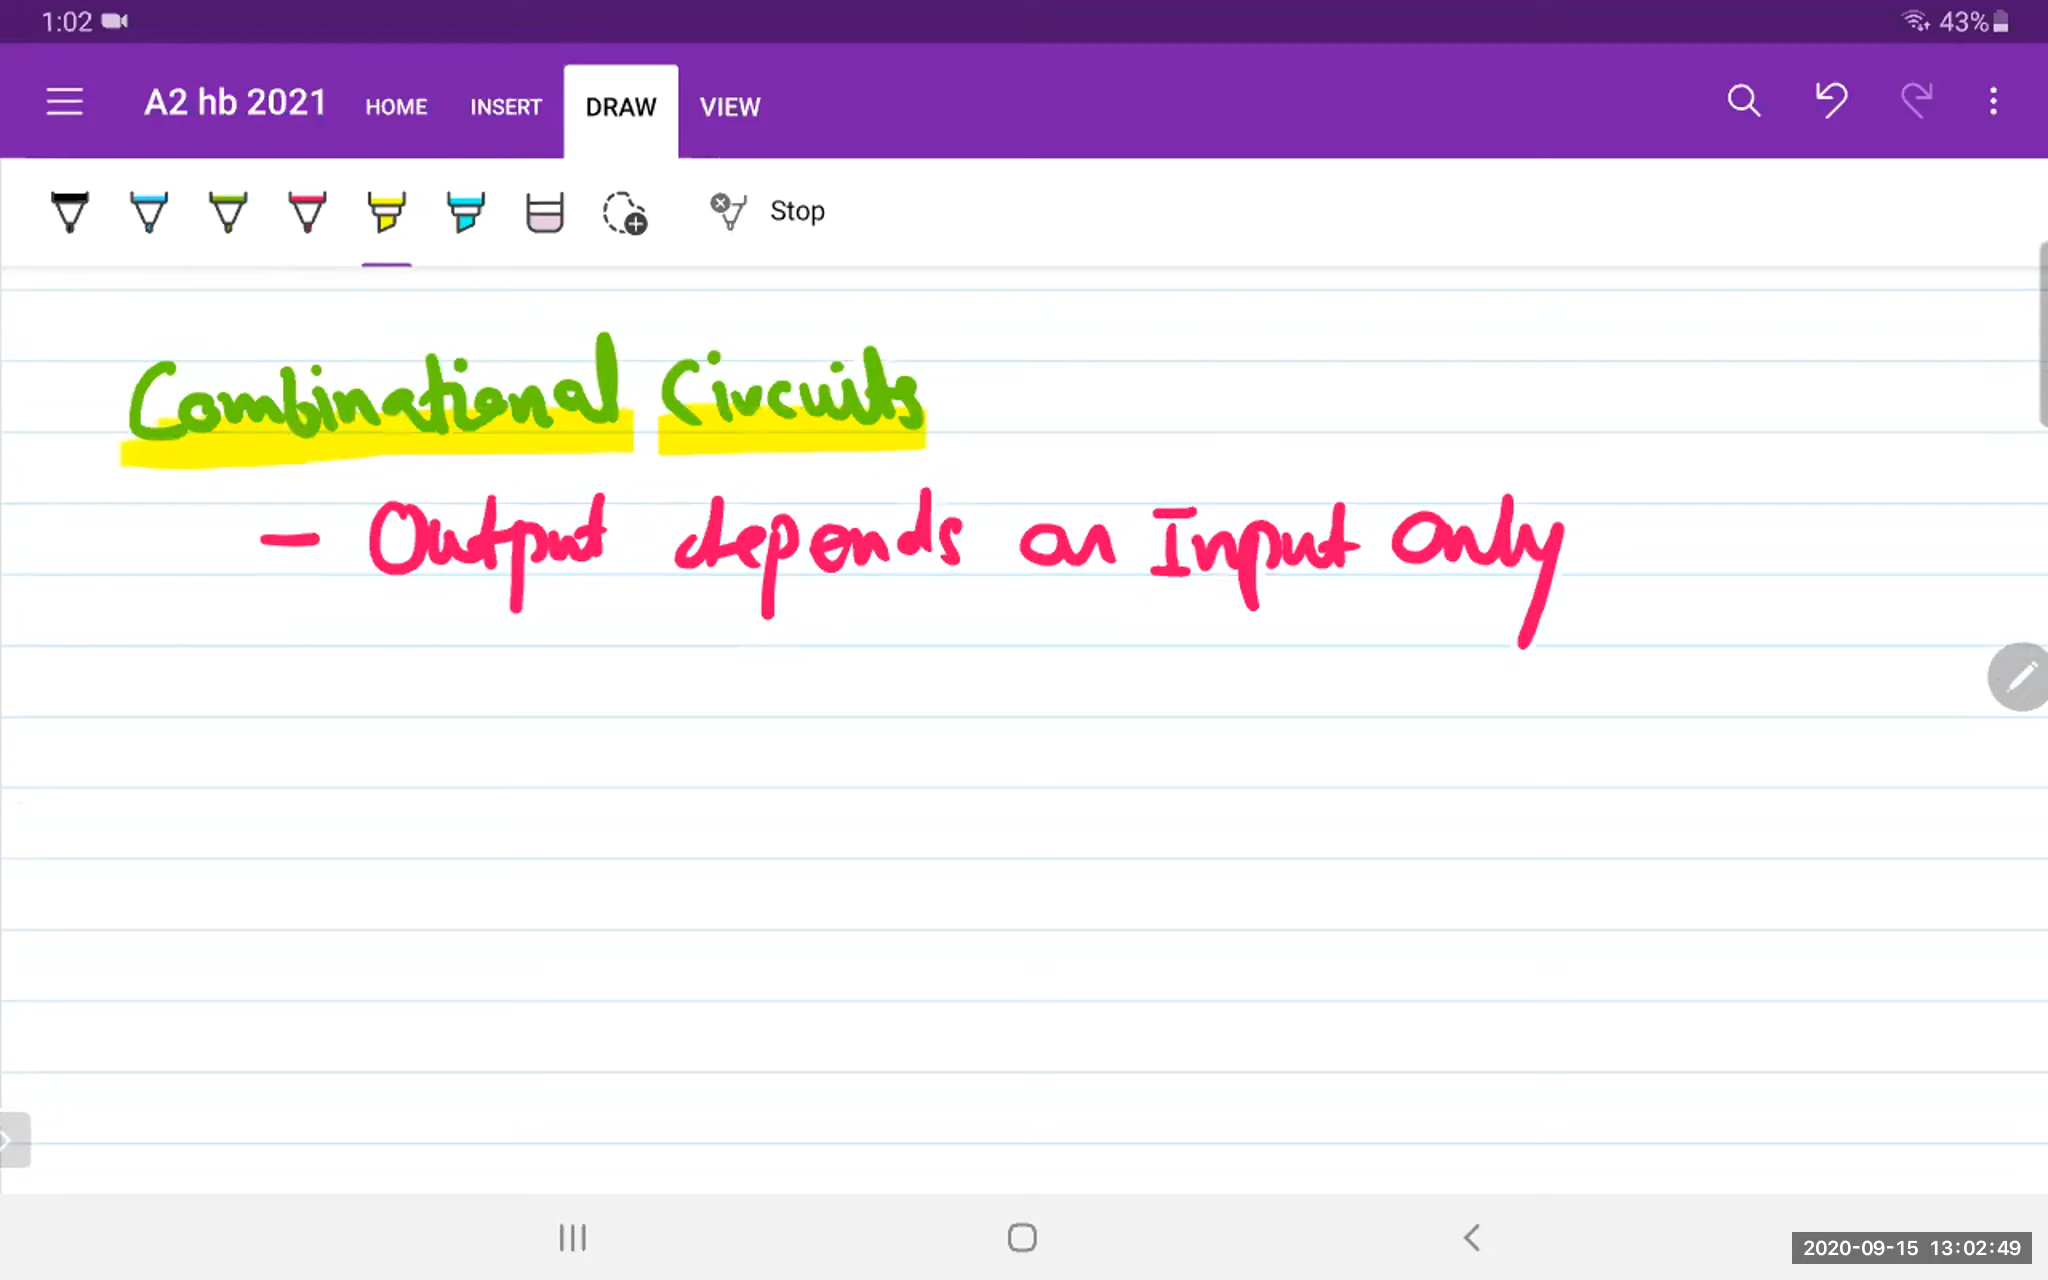 1:02 43%
A2 hb 2021 HOME INSERT DRAW VIEW
Stop
Combinational Circuits
- Output depends on Input Only
2020-09-15 13:02:49